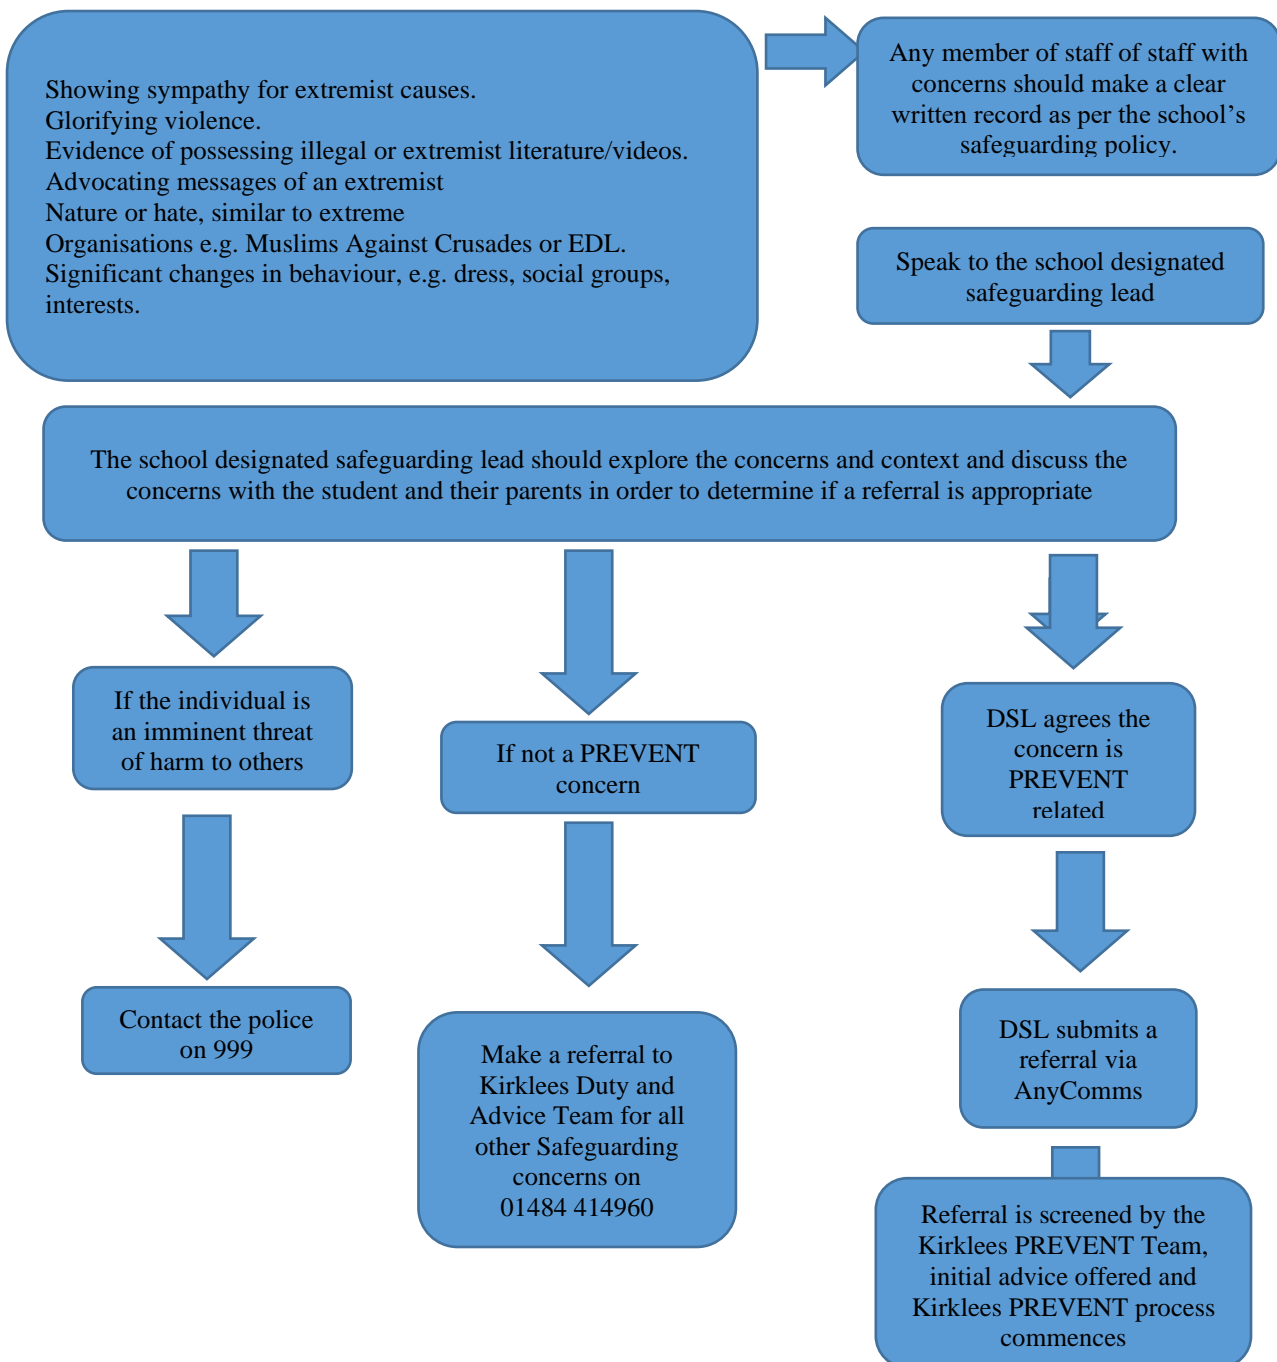 Showing sympathy for extremist causes.
Glorifying violence.
Evidence of possessing illegal or extremist literature/videos.
Advocating messages of an extremist
Nature or hate, similar to extreme
Organisations e.g. Muslims Against Crusades or EDL.
Significant changes in behaviour, e.g. dress, social groups,
interests.
Any member of staff of staff with
concerns should make a clear
written record as per the school’s
safeguarding policy.
Speak to the school designated
safeguarding lead
The school designated safeguarding lead should explore the concerns and context and discuss the
concerns with the student and their parents in order to determine if a referral is appropriate
If the individual is
an imminent threat
of harm to others
Contact the police
on 999
If not a PREVENT
concern
Make a referral to
Kirklees Duty and
Advice Team for all
other Safeguarding
concerns on
01484 414960
DSL agrees the
concern is
PREVENT
related
DSL submits a
referral via
AnyComms
Referral is screened by the
Kirklees PREVENT Team,
initial advice offered and
Kirklees PREVENT process
commences